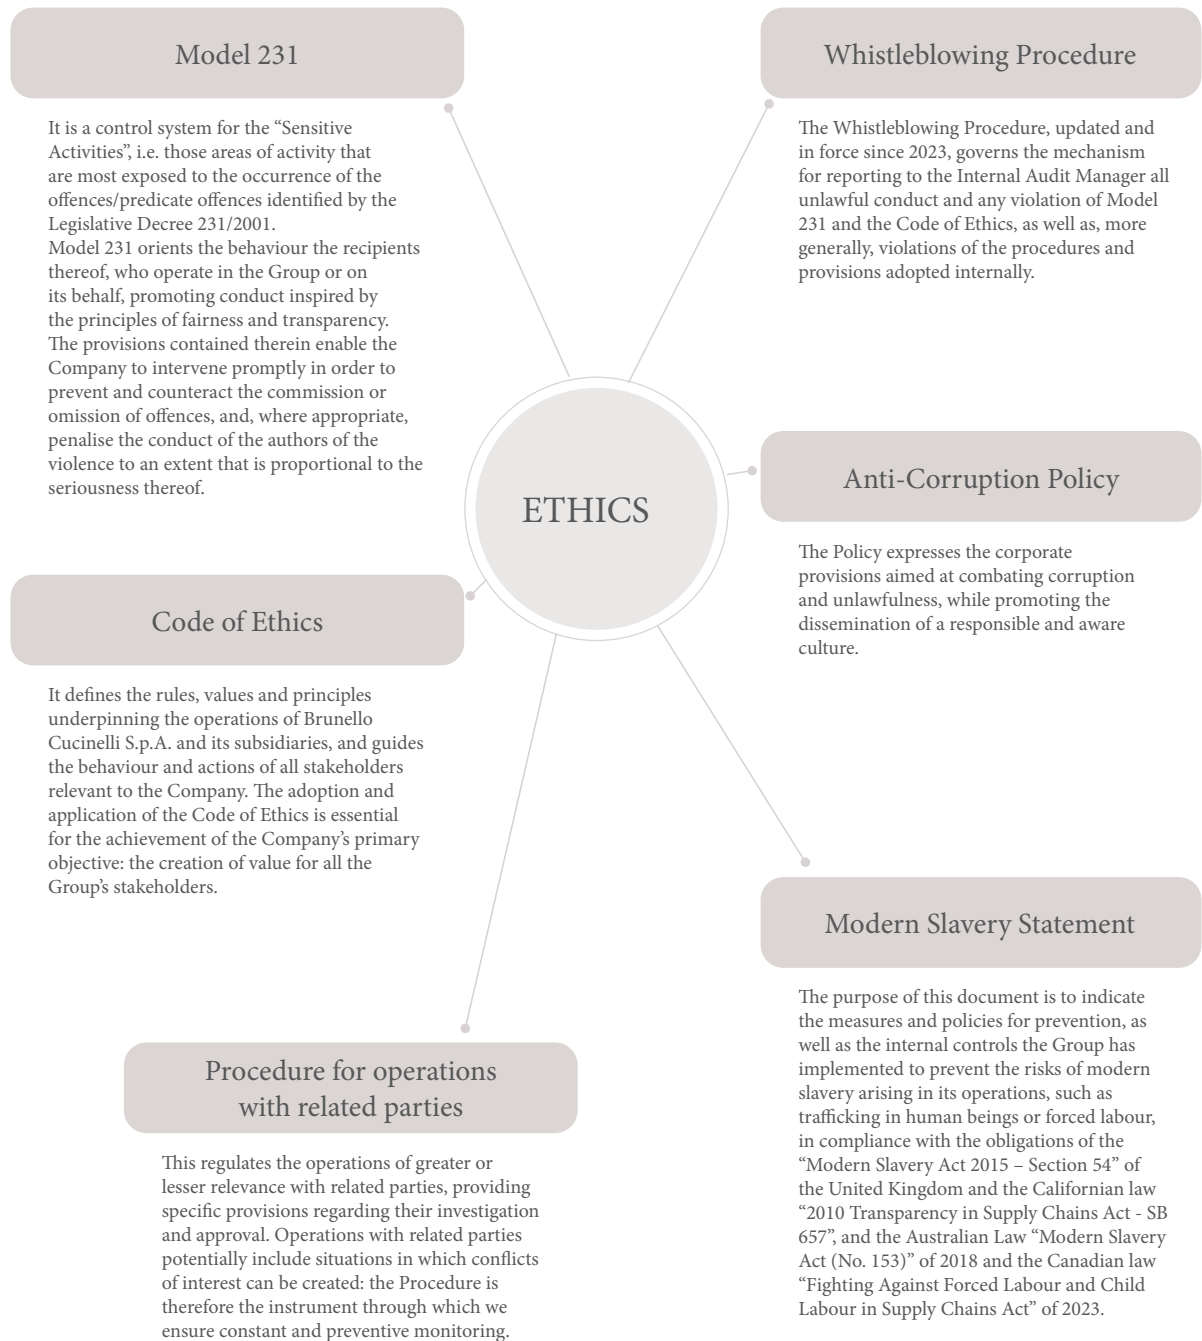 Model 231
It is a control system for the “Sensitive
Activities”, i.e. those areas of activity that
are most exposed to the occurrence of the
offences/predicate offences identified by the
Legislative Decree 231/2001.
Model 231 orients the behaviour the recipients
thereof, who operate in the Group or on
its behalf, promoting conduct inspired by
the principles of fairness and transparency.
The provisions contained therein enable the
Company to intervene promptly in order to
prevent and counteract the commission or
omission of offences, and, where appropriate,
penalise the conduct of the authors of the
violence to an extent that is proportional to the
seriousness thereof.
Whistleblowing Procedure
The Whistleblowing Procedure, updated and
in force since 2023, governs the mechanism
for reporting to the Internal Audit Manager all
unlawful conduct and any violation of Model
231 and the Code of Ethics, as well as, more
generally, violations of the procedures and
provisions adopted internally.
ETHICS
Anti-Corruption Policy
The Policy expresses the corporate
provisions aimed at combating corruption
and unlawfulness, while promoting the
dissemination of a responsible and aware
culture.
Code of Ethics
It defines the rules, values and principles
underpinning the operations of Brunello
Cucinelli S.p.A. and its subsidiaries, and guides
the behaviour and actions of all stakeholders
relevant to the Company. The adoption and
application of the Code of Ethics is essential
for the achievement of the Company’s primary
objective: the creation of value for all the
Group’s stakeholders.
Modern Slavery Statement
The purpose of this document is to indicate
the measures and policies for prevention, as
well as the internal controls the Group has
implemented to prevent the risks of modern
slavery arising in its operations, such as
trafficking in human beings or forced labour,
in compliance with the obligations of the
“Modern Slavery Act 2015 – Section 54” of
the United Kingdom and the Californian law
“2010 Transparency in Supply Chains Act - SB
657”, and the Australian Law “Modern Slavery
Act (No. 153)” of 2018 and the Canadian law
“Fighting Against Forced Labour and Child
Labour in Supply Chains Act” of 2023.
Procedure for operations
with related parties
This regulates the operations of greater or
lesser relevance with related parties, providing
specific provisions regarding their investigation
and approval. Operations with related parties
potentially include situations in which conflicts
of interest can be created: the Procedure is
therefore the instrument through which we
ensure constant and preventive monitoring.